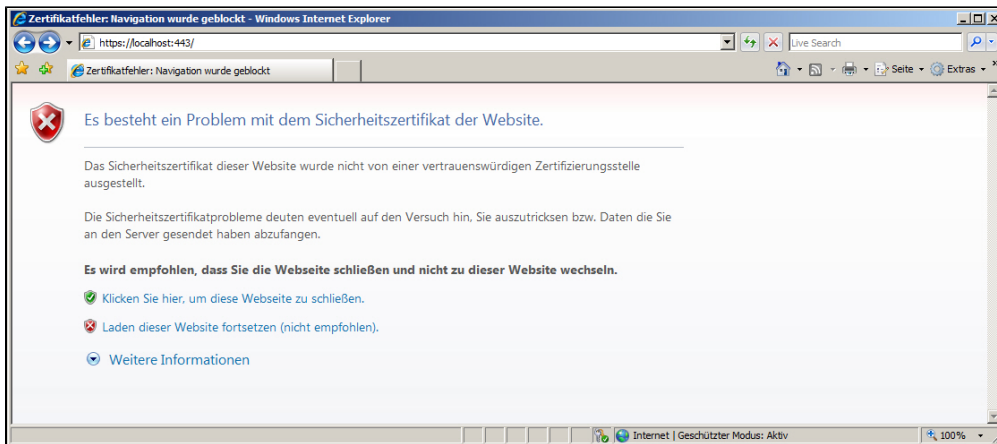 Zertifikatfehler: Navigation wurde geblockt - Windows Internet Explorer
https://localhost:443/
Live Search
Zertifikatfehler: Navigation wurde geblockt
Seite
Extras
Es besteht ein Problem mit dem Sicherheitszertifikat der Website.
Das Sicherheitszertifikat dieser Website wurde nicht von einer vertrauenswürdigen Zertifizierungsstelle
ausgestellt.
Die Sicherheitszertifikatprobleme deuten eventuell auf den Versuch hin, Sie auszutricksen bzw. Daten die Sie
an den Server gesendet haben abzufangen.
Es wird empfohlen, dass Sie die Webseite schließen und nicht zu dieser Website wechseln.
Klicken Sie hier, um diese Webseite zu schließen.
Laden dieser Website fortsetzen (nicht empfohlen).
Weitere Informationen
Internet | Geschützter Modus: Aktiv
100%